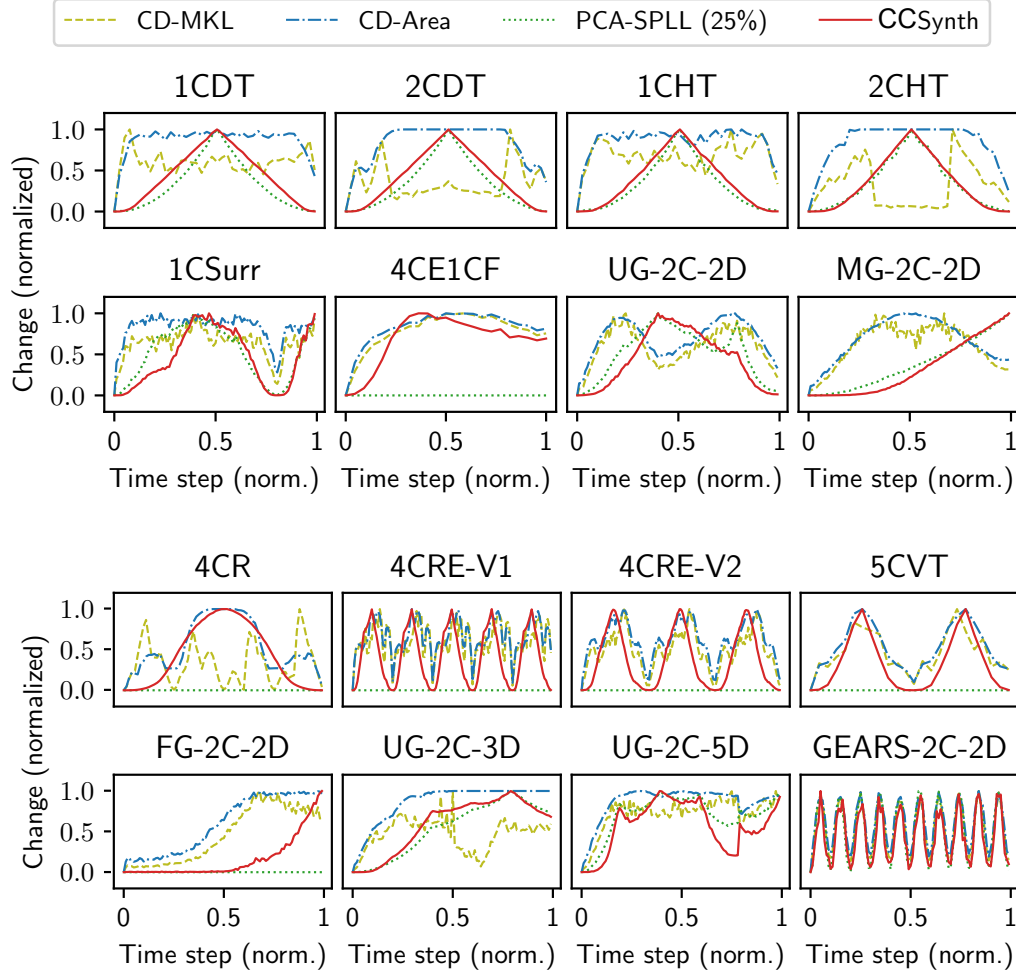 CD-MKL CD-Area PCA-SPLL (25%) CCSynth
1CDT 2CDT 1CHT 2CHT
1.0
0.5
0.0
1CSurr 4CE1CF UG-2C-2D MG-2C-2D
1.0
0.5
0.0
Change (normalized)
0 0.5 1 0 0.5 1 0 0.5 1 0 0.5 1
Time step (norm.) Time step (norm.) Time step (norm.) Time step (norm.)
4CR 4CRE-V1 4CRE-V2 5CVT
1.0
0.5
0.0
FG-2C-2D UG-2C-3D UG-2C-5D GEARS-2C-2D
1.0
0.5
0.0
Change (normalized)
0 0.5 1 0 0.5 1 0 0.5 1 0 0.5 1
Time step (norm.) Time step (norm.) Time step (norm.) Time step (norm.)